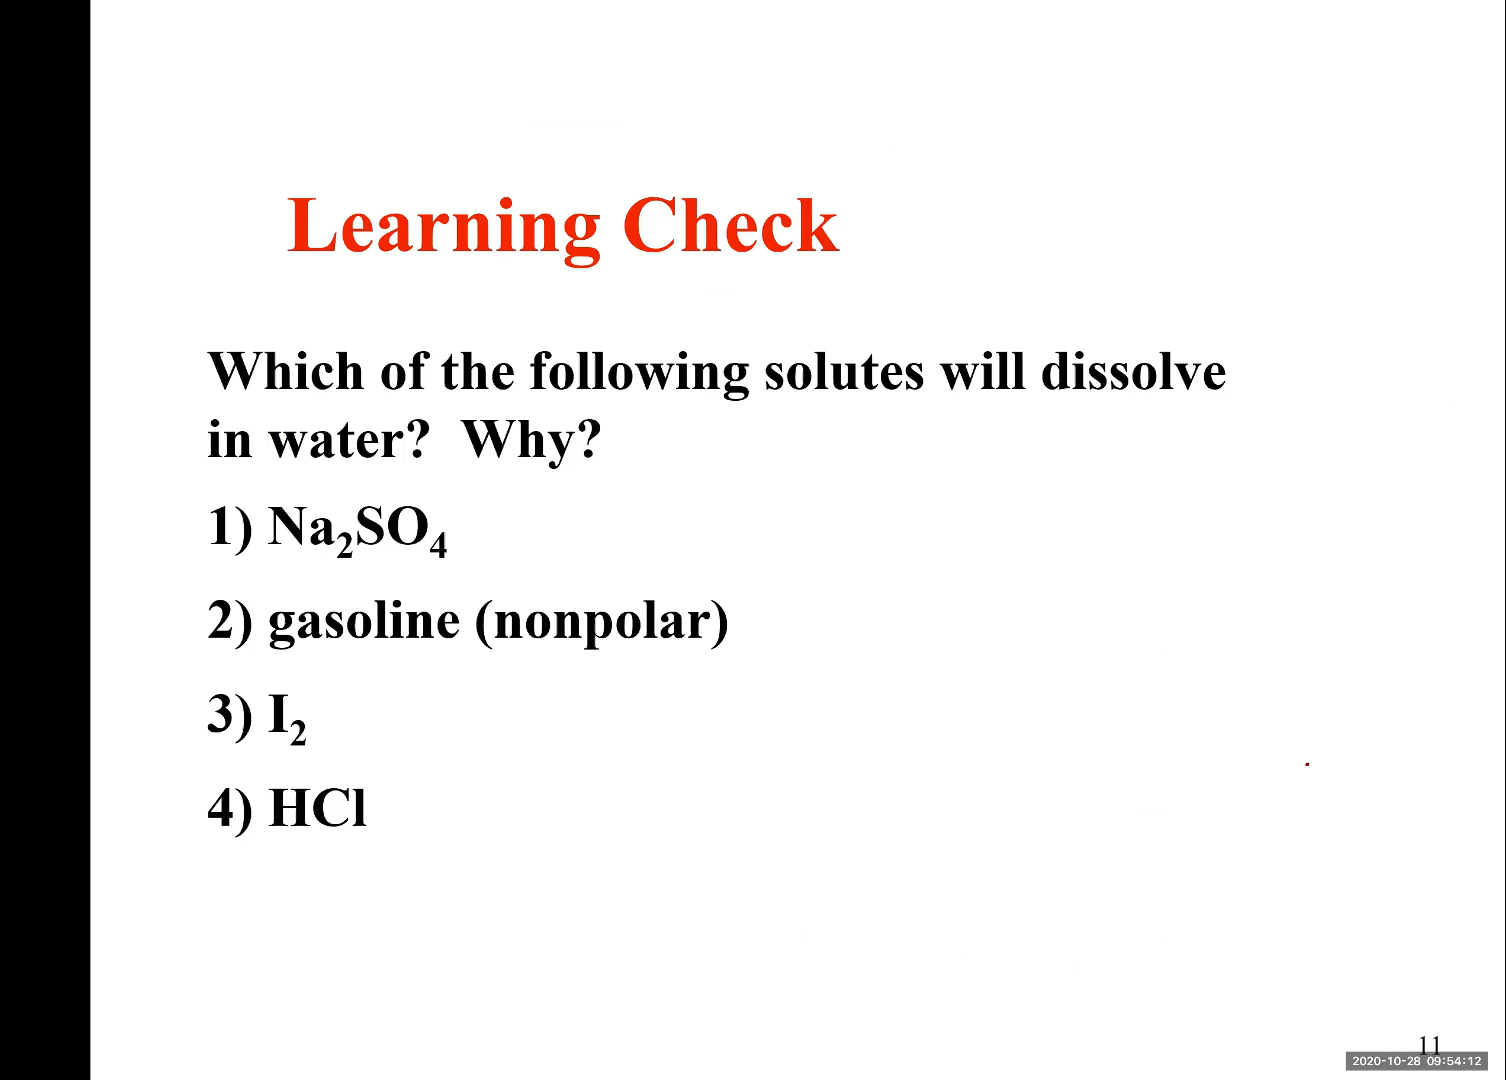 Learning Check
Which of the following solutes will dissolve
in water?  Why?
1) Na₂SO₄
2) gasoline (nonpolar)
3) I₂
4) HCl
11
2020-10-28 09:54:12